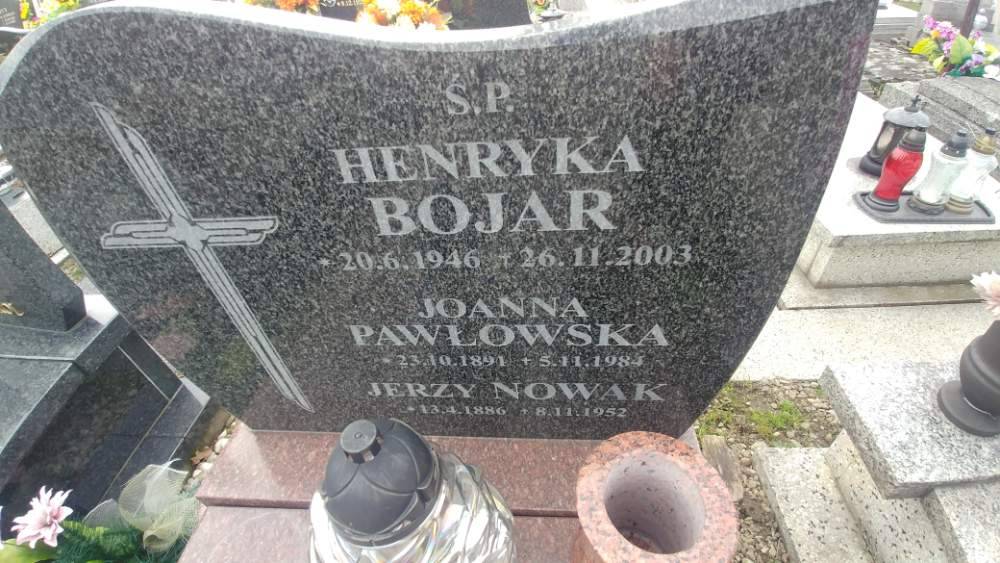 Ś.P.
HENRYKA
BOJAR
* 20.6.1946 + 26.11.2003
JOANNA
PAWŁOWSKA
* 23.10.1891 + 5.11.1984
JERZY NOWAK
* 13.4.1886 + 8.11.1952